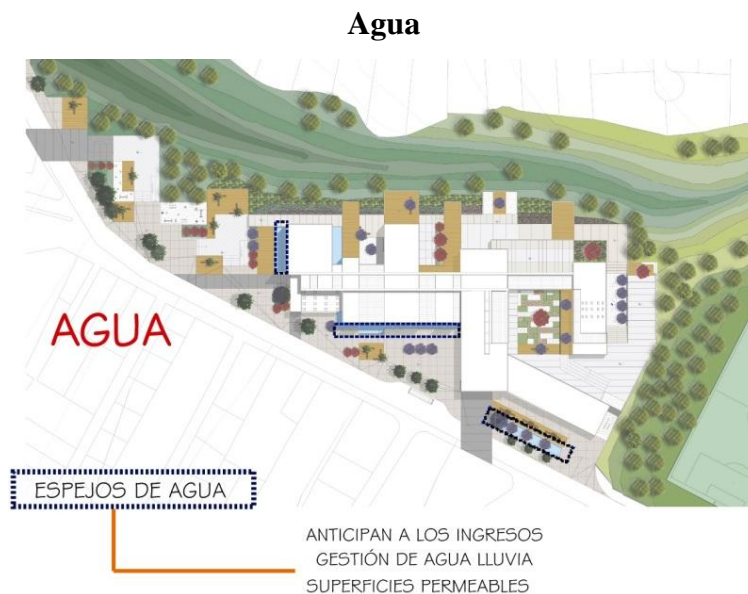 Agua
AGUA
ESPEJOS DE AGUA
ANTICIPAN A LOS INGRESOS
GESTIÓN DE AGUA LLUVIA
SUPERFICIES PERMEABLES